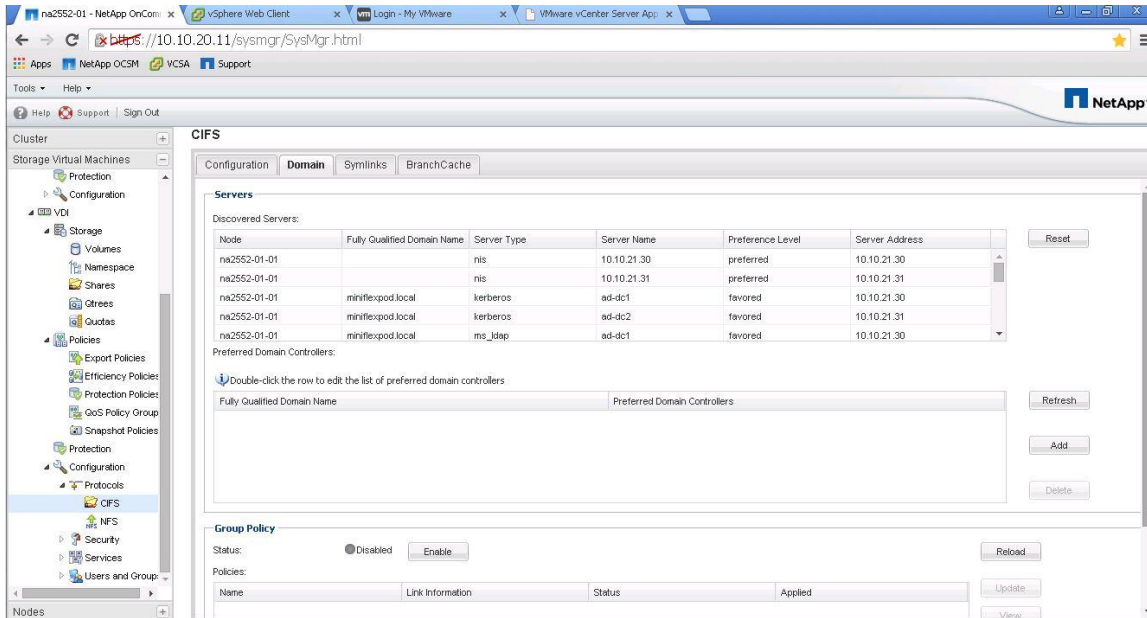 na2552-01 - NetApp OnCom
vSphere Web Client
vm Login - My VMware
VMware vCenter Server App
https://10.10.20.11/sysmgr/SysMgr.html
Apps NetApp OCSM VCSA Support
Tools Help
NetApp
Help Support | Sign Out
Cluster
Storage Virtual Machines
Protection
Configuration
VDI
Storage
Volumes
Namespace
Shares
Qtrees
Quotas
Policies
Export Policies
Efficiency Policies
Protection Policies
QoS Policy Group
Snapshot Policies
Protection
Configuration
Protocols
CIFS
NFS
NFS
Security
Services
Users and Group
Nodes
CIFS
Configuration Domain Symlinks BranchCache
Servers
Discovered Servers:
Node Fully Qualified Domain Name Server Type Server Name Preference Level Server Address
na2552-01-01 nis 10.10.21.30 preferred 10.10.21.30
na2552-01-01 nis 10.10.21.31 preferred 10.10.21.31
na2552-01-01 miniflexpod.local kerberos ad-dc1 favored 10.10.21.30
na2552-01-01 miniflexpod.local kerberos ad-dc2 favored 10.10.21.31
na2552-01-01 miniflexpod.local ms_ldap ad-dc1 favored 10.10.21.30
Reset
Preferred Domain Controllers:
Double-click the row to edit the list of preferred domain controllers
Fully Qualified Domain Name Preferred Domain Controllers
Refresh
Add
Delete
Group Policy
Status: Disabled Enable
Reload
Policies:
Name Link Information Status Applied
Update
View